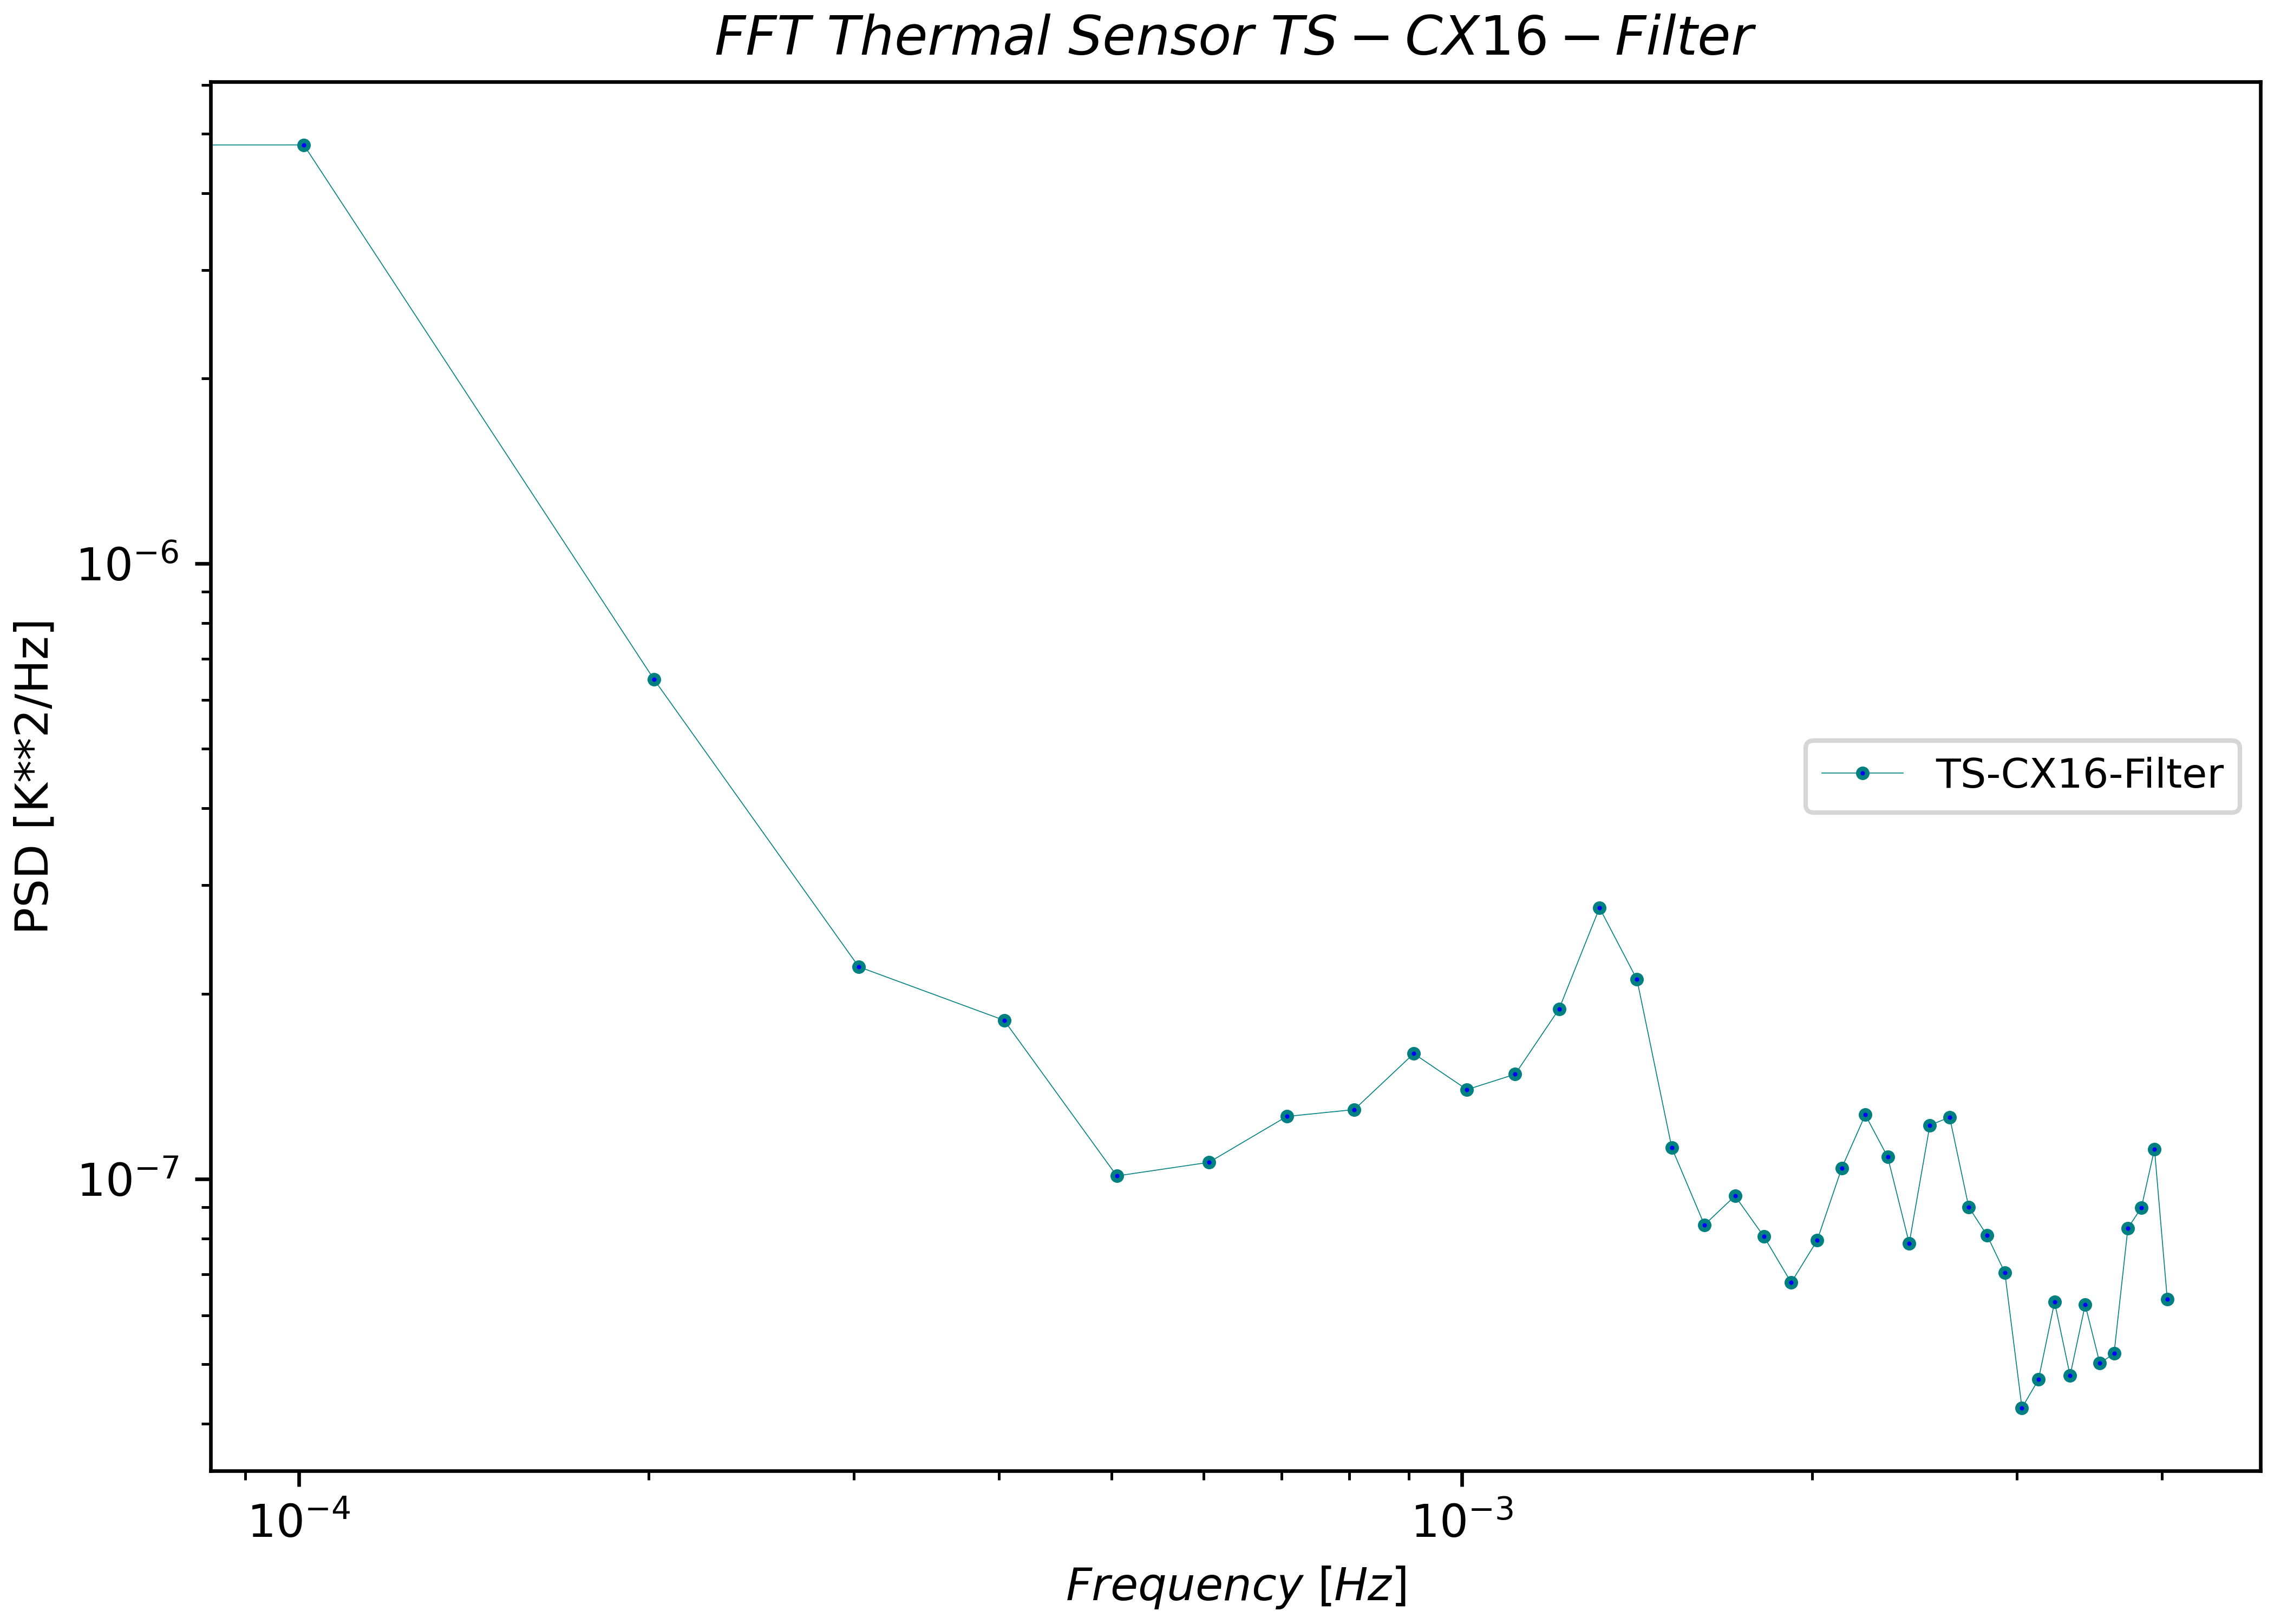 FFT Thermal Sensor TS − CX16 − Filter
10⁻⁶
10⁻⁷
PSD [K**2/Hz]
TS-CX16-Filter
10⁻⁴
10⁻³
Frequency [Hz]